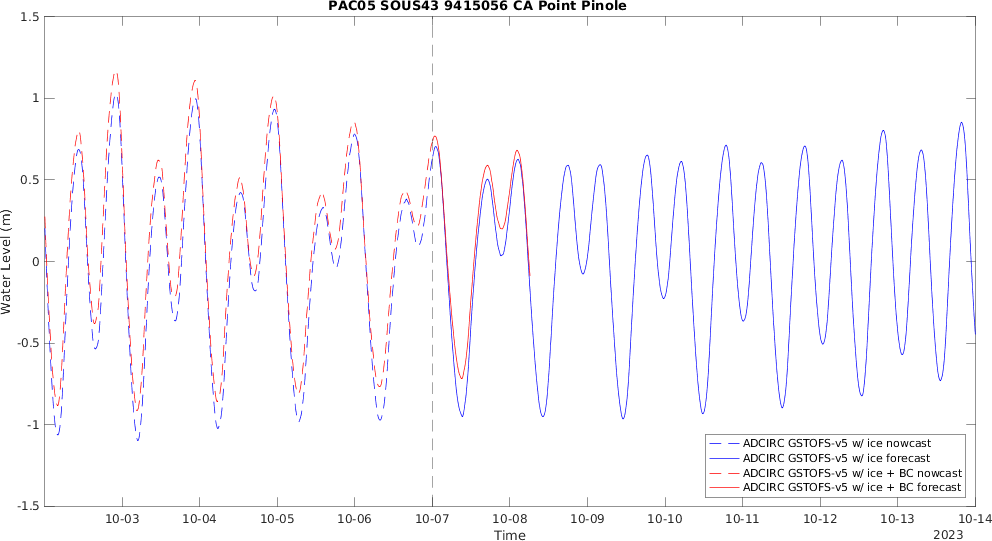 PAC05 SOUS43 9415056 CA Point Pinole
1.5
1
0.5
0
-0.5
-1
-1.5
Water Level (m)
10-03 10-04 10-05 10-06 10-07 10-08 10-09 10-10 10-11 10-12 10-13 10-14
2023
Time
ADCIRC GSTOFS-v5 w/ ice nowcast
ADCIRC GSTOFS-v5 w/ ice forecast
ADCIRC GSTOFS-v5 w/ ice + BC nowcast
ADCIRC GSTOFS-v5 w/ ice + BC forecast